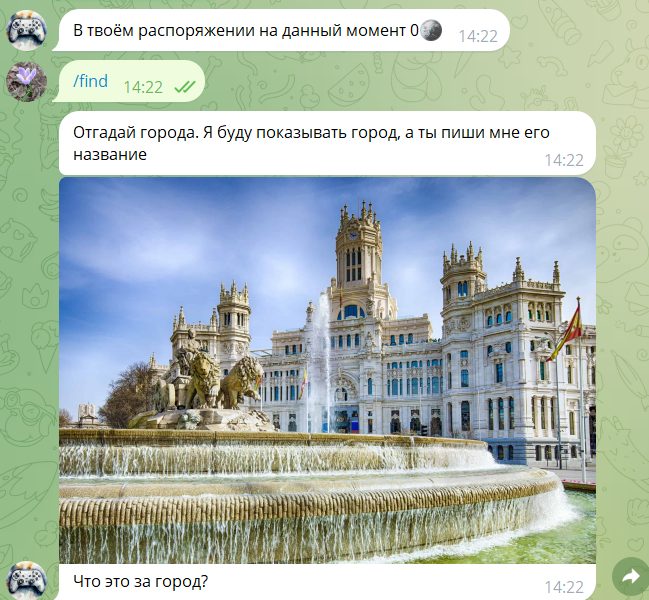 В твоём распоряжении на данный момент 0🌚
14:22
/find
14:22
Отгадай города. Я буду показывать город, а ты пиши мне его
название
14:22
Что это за город?
14:22